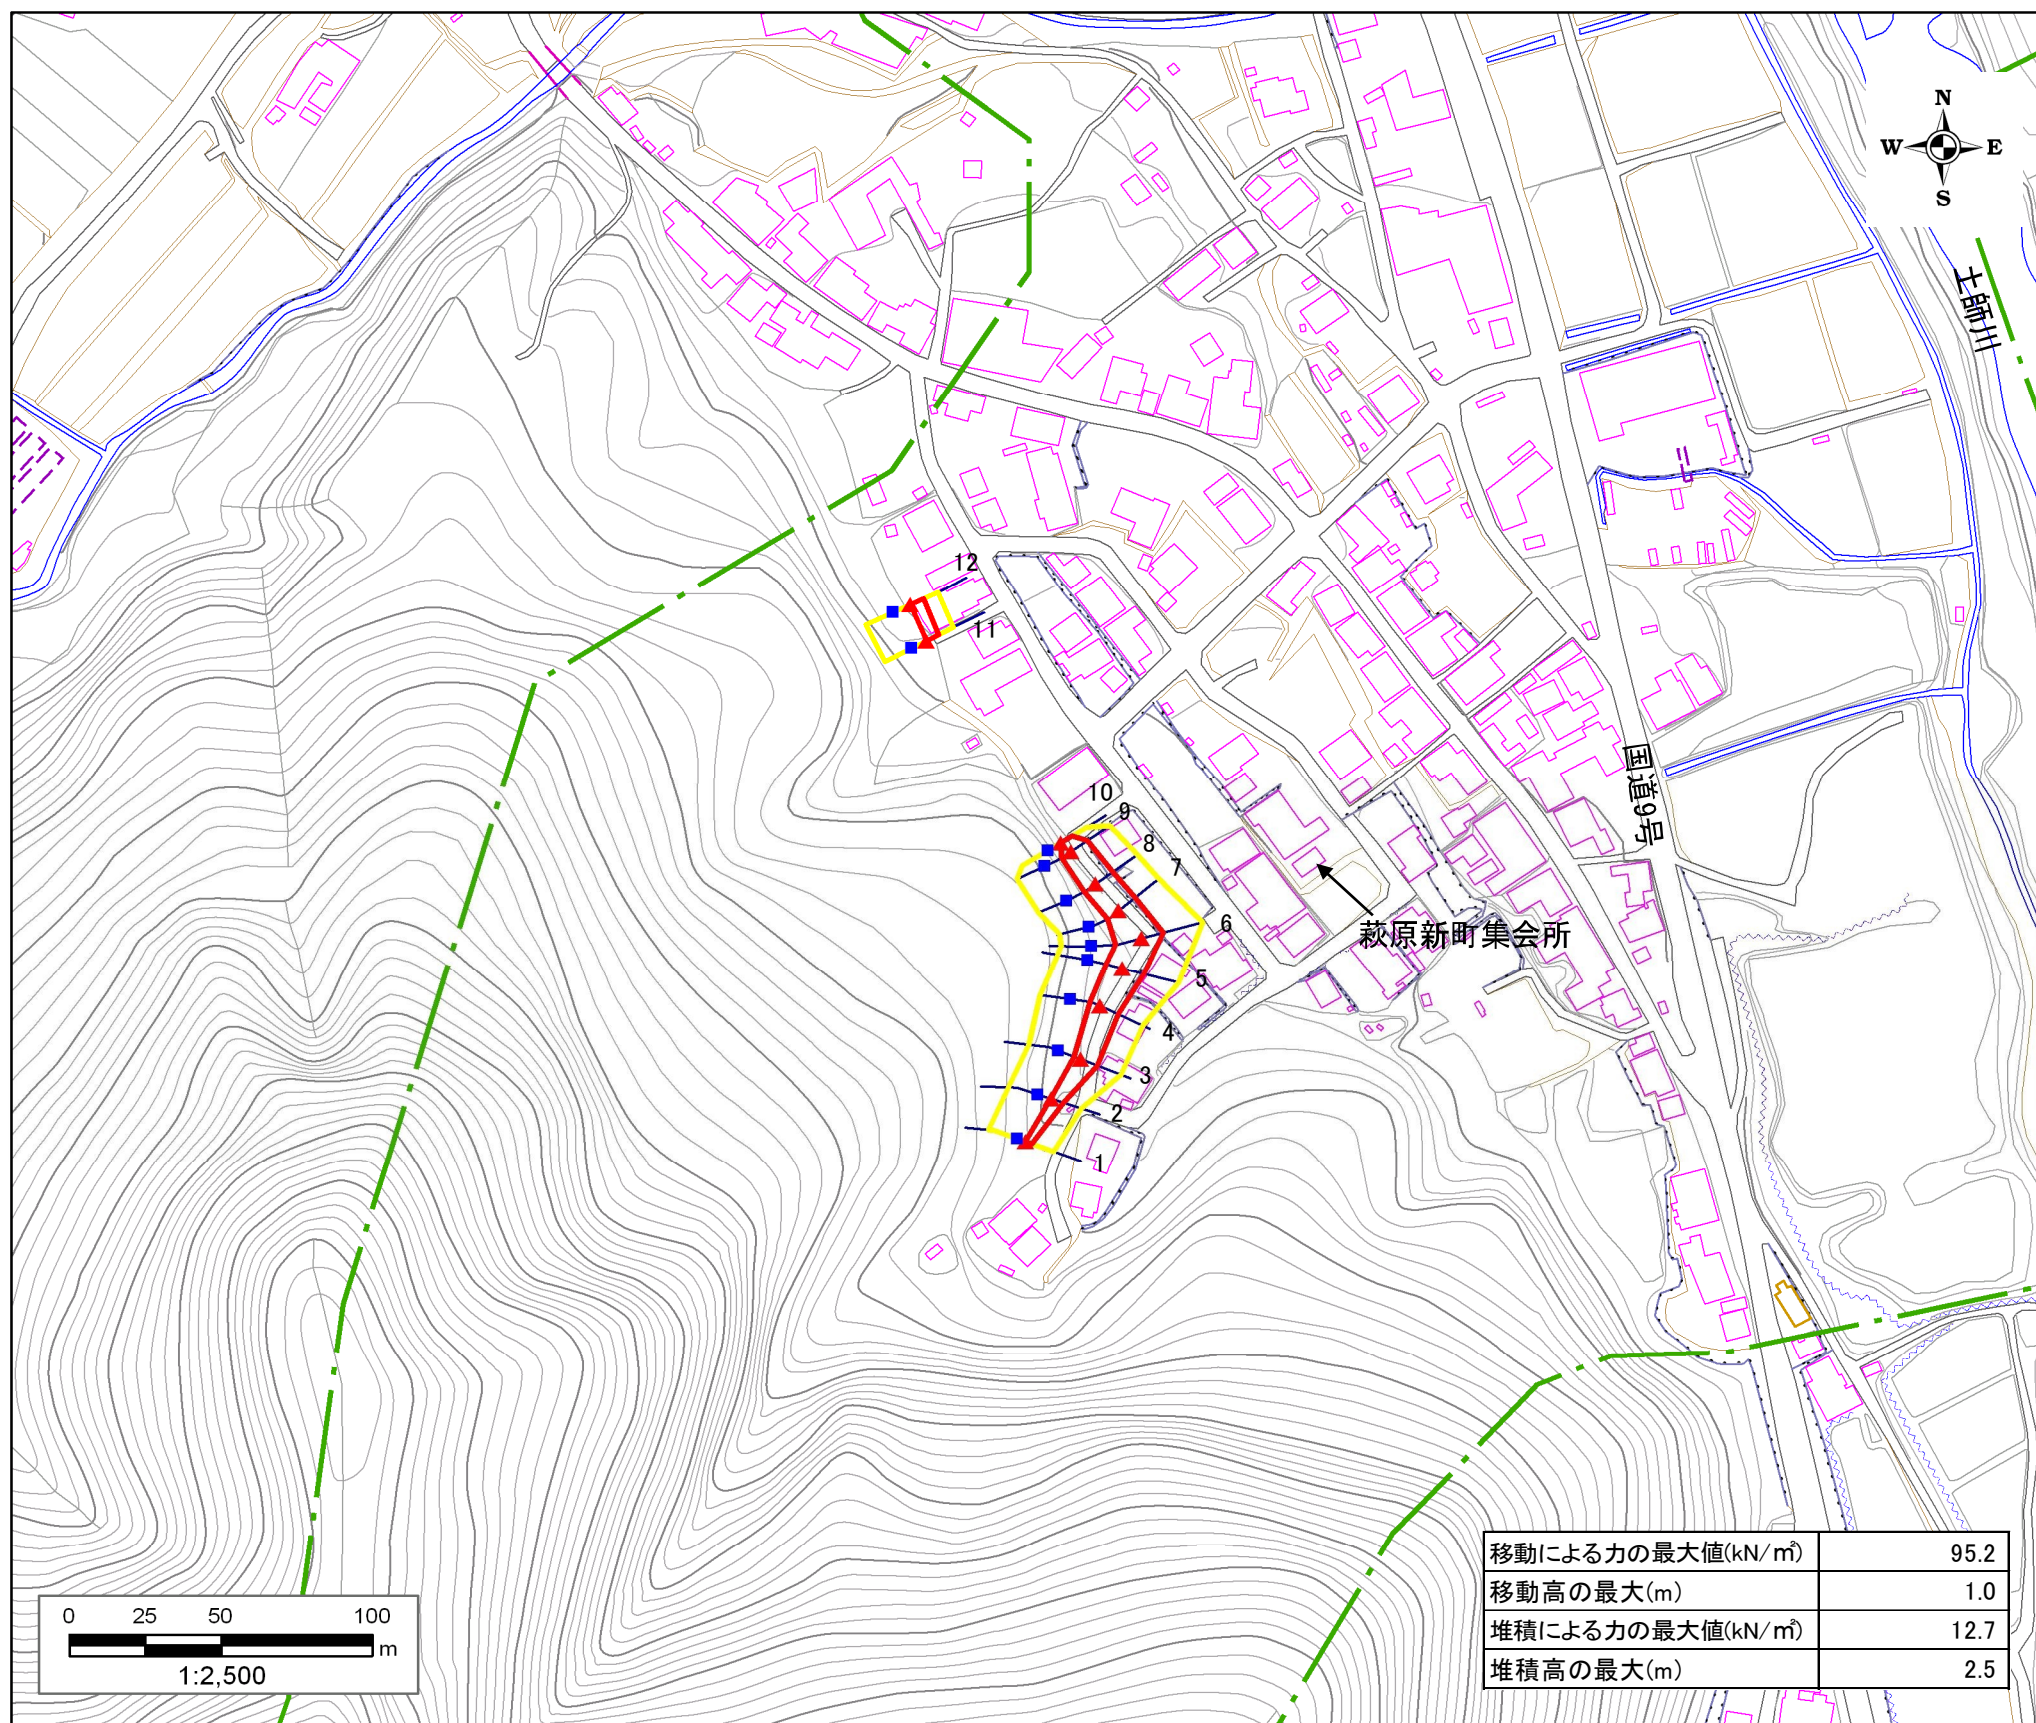 N
W E
S
土師川
12
11
国道9号
10
9
8
7
6
萩原新町集会所
5
4
3
2
1
移動による力の最大値(kN/㎡) 95.2
移動高の最大(m) 1.0
堆積による力の最大値(kN/㎡) 12.7
堆積高の最大(m) 2.5
0 25 50 100
m
1:2,500